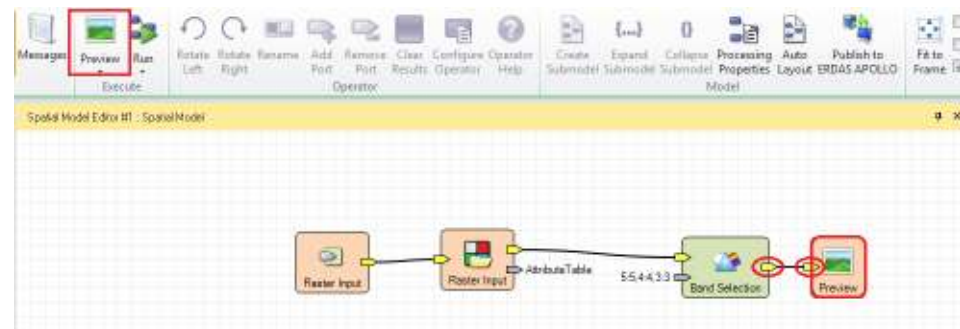 Messages Preview Run Rotate Left Rotate Right Rename Add Port Remove Port Clear Results Configure Operator Operator Help Create Submodel Expand Submodel Collapse Submodel Processing Properties Auto Layout Publish to ERDAS APOLLO Fit to Frame
Execute Operator Model
Spatial Model Editor #1 : Spatial Model
Raster Input
Raster Input
AttributeTable
5:5,4:4,3:3
Band Selection
Preview